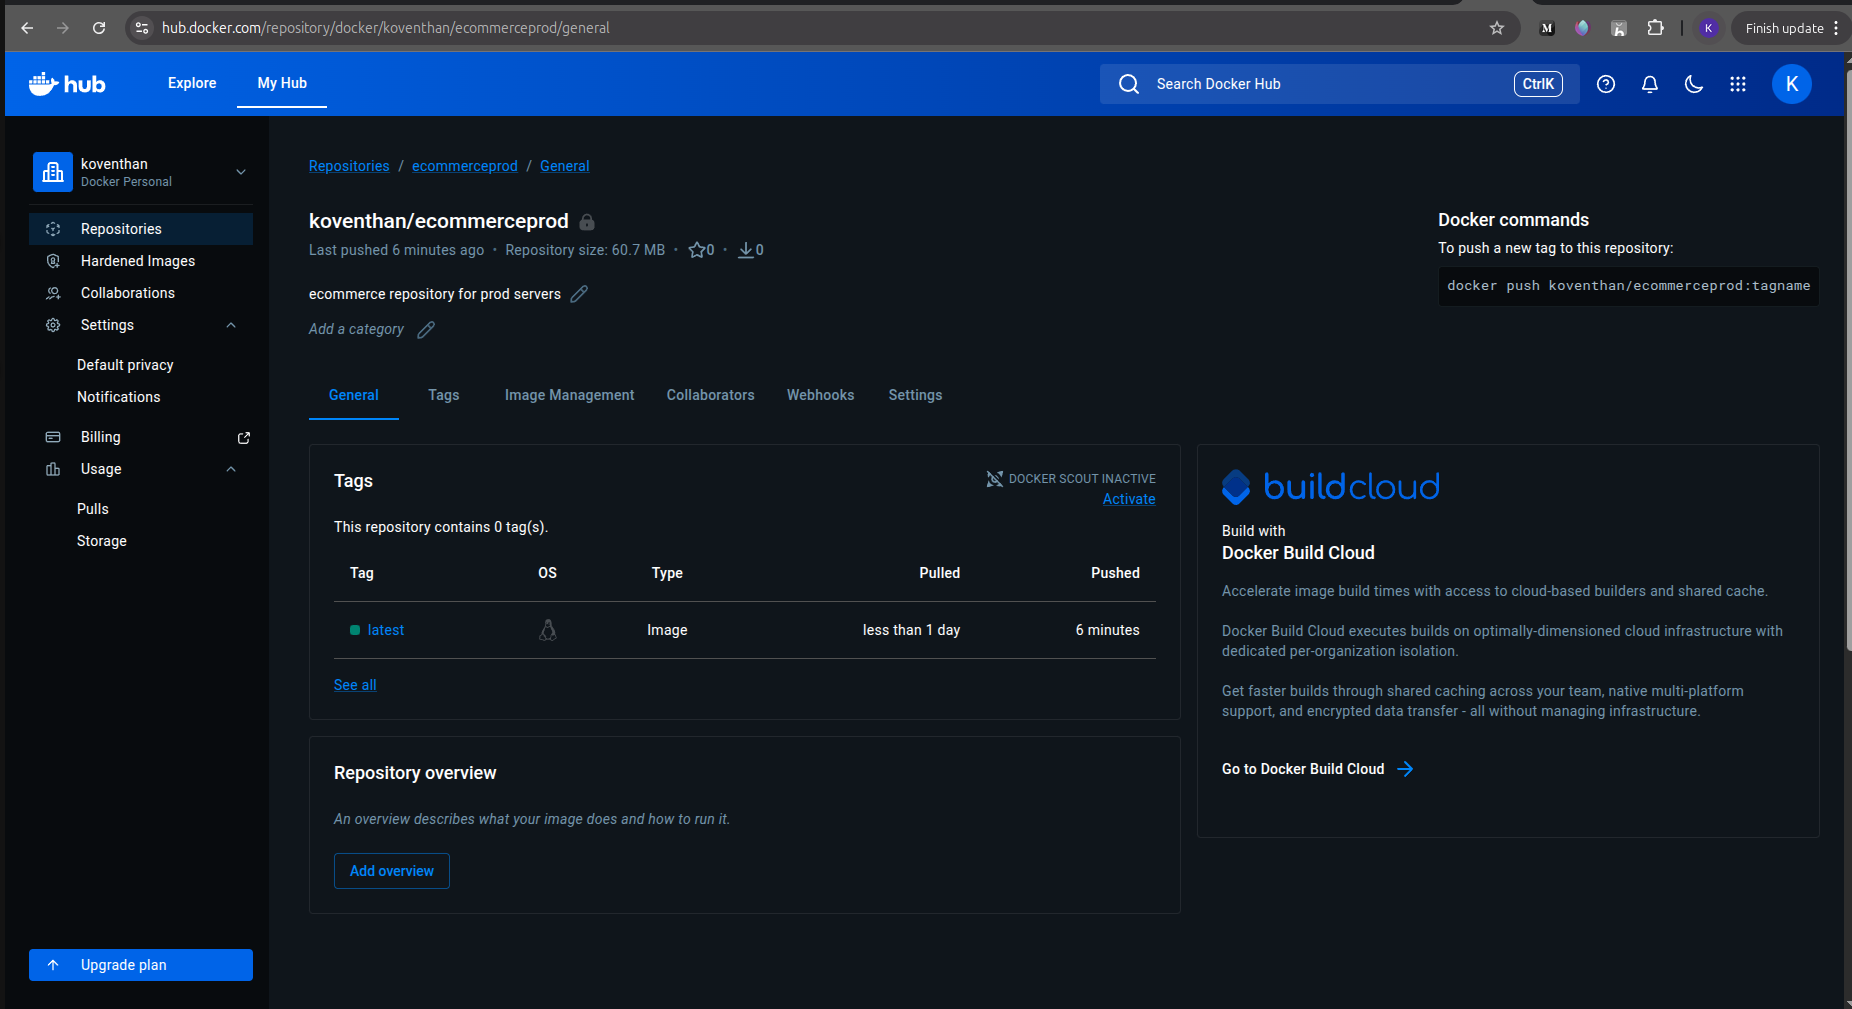 hub.docker.com/repository/docker/koventhan/ecommerceprod/general
M
K
Finish update
hub
Explore
My Hub
Search Docker Hub
CtrlK
K
koventhan
Docker Personal
Repositories
Hardened Images
Collaborations
Settings
Default privacy
Notifications
Billing
Usage
Pulls
Storage
Upgrade plan
Repositories / ecommerceprod / General
koventhan/ecommerceprod
Last pushed 6 minutes ago · Repository size: 60.7 MB · 0 · 0
ecommerce repository for prod servers
Add a category
Docker commands
To push a new tag to this repository:
docker push koventhan/ecommerceprod:tagname
General
Tags
Image Management
Collaborators
Webhooks
Settings
Tags
DOCKER SCOUT INACTIVE
Activate
This repository contains 0 tag(s).
Tag OS Type Pulled Pushed
latest Image less than 1 day 6 minutes
See all
Repository overview
An overview describes what your image does and how to run it.
Add overview
buildcloud
Build with
Docker Build Cloud
Accelerate image build times with access to cloud-based builders and shared cache.
Docker Build Cloud executes builds on optimally-dimensioned cloud infrastructure with
dedicated per-organization isolation.
Get faster builds through shared caching across your team, native multi-platform
support, and encrypted data transfer - all without managing infrastructure.
Go to Docker Build Cloud